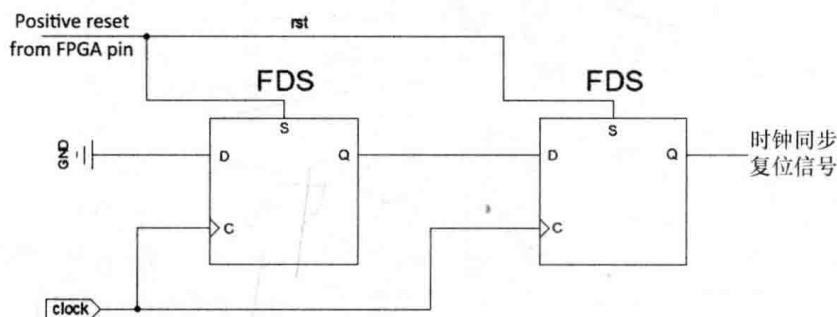 Positive reset
from FPGA pin
rst
FDS
FDS
S
S
GND
D
Q
D
Q
时钟同步
复位信号
C
C
clock